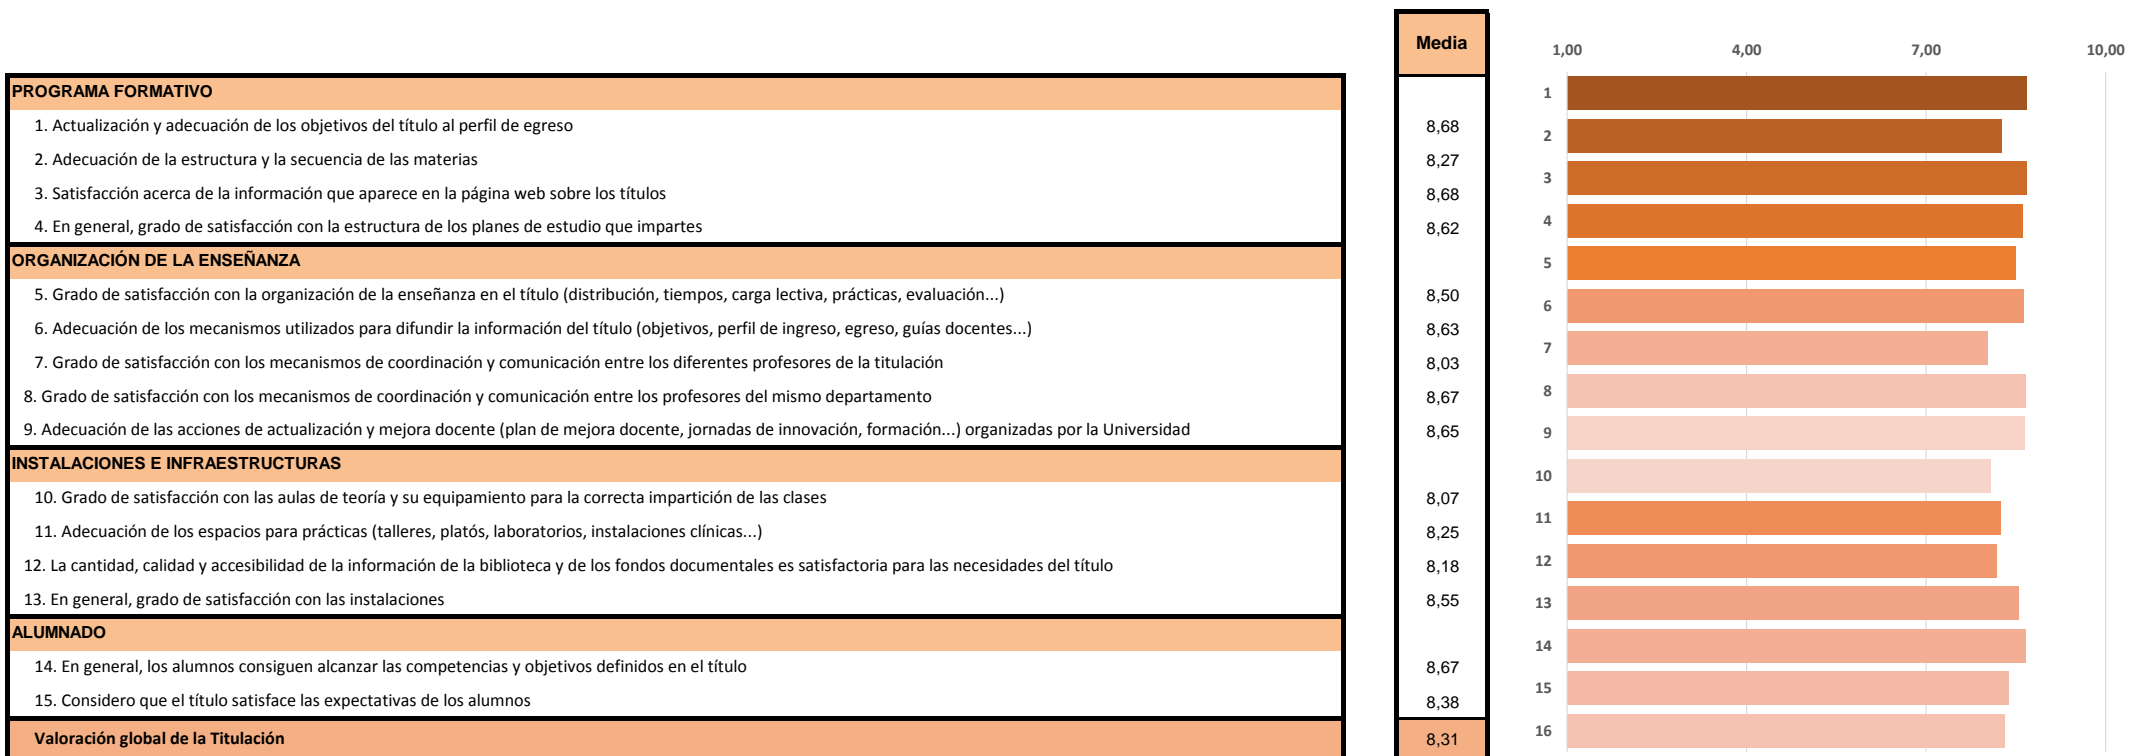 Media
1,00 4,00 7,00 10,00
PROGRAMA FORMATIVO
1. Actualización y adecuación de los objetivos del título al perfil de egreso 8,68
2. Adecuación de la estructura y la secuencia de las materias 8,27
3. Satisfacción acerca de la información que aparece en la página web sobre los títulos 8,68
4. En general, grado de satisfacción con la estructura de los planes de estudio que impartes 8,62
ORGANIZACIÓN DE LA ENSEÑANZA
5. Grado de satisfacción con la organización de la enseñanza en el título (distribución, tiempos, carga lectiva, prácticas, evaluación...) 8,50
6. Adecuación de los mecanismos utilizados para difundir la información del título (objetivos, perfil de ingreso, egreso, guías docentes...) 8,63
7. Grado de satisfacción con los mecanismos de coordinación y comunicación entre los diferentes profesores de la titulación 8,03
8. Grado de satisfacción con los mecanismos de coordinación y comunicación entre los profesores del mismo departamento 8,67
9. Adecuación de las acciones de actualización y mejora docente (plan de mejora docente, jornadas de innovación, formación...) organizadas por la Universidad 8,65
INSTALACIONES E INFRAESTRUCTURAS
10. Grado de satisfacción con las aulas de teoría y su equipamiento para la correcta impartición de las clases 8,07
11. Adecuación de los espacios para prácticas (talleres, platós, laboratorios, instalaciones clínicas...) 8,25
12. La cantidad, calidad y accesibilidad de la información de la biblioteca y de los fondos documentales es satisfactoria para las necesidades del título 8,18
13. En general, grado de satisfacción con las instalaciones 8,55
ALUMNADO
14. En general, los alumnos consiguen alcanzar las competencias y objetivos definidos en el título 8,67
15. Considero que el título satisface las expectativas de los alumnos 8,38
Valoración global de la Titulación 8,31
1
2
3
4
5
6
7
8
9
10
11
12
13
14
15
16